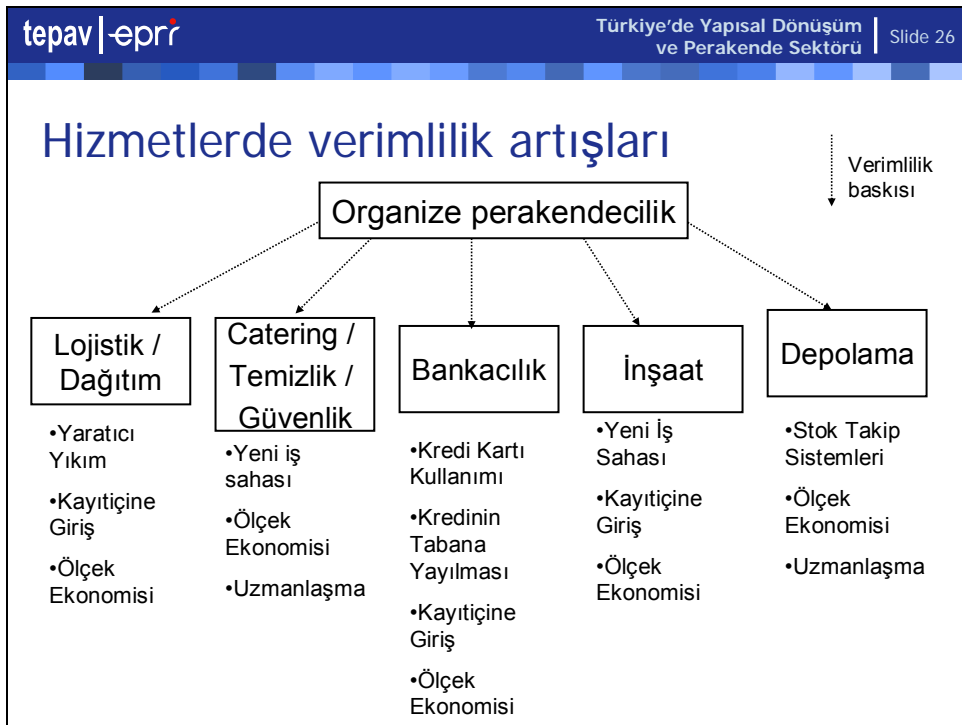 tepav|epri
Türkiye'de Yapısal Dönüşüm
ve Perakende Sektörü
Slide 26
Hizmetlerde verimlilik artışları
Verimlilik
baskısı
Organize perakendecilik
Lojistik /
Dağıtım
•Yaratıcı
Yıkım
•Kayıtiçine
Giriş
•Ölçek
Ekonomisi
Catering /
Temizlik /
Güvenlik
•Yeni iş
sahası
•Ölçek
Ekonomisi
•Uzmanlaşma
Bankacılık
•Kredi Kartı
Kullanımı
•Kredinin
Tabana
Yayılması
•Kayıtiçine
Giriş
•Ölçek
Ekonomisi
İnşaat
•Yeni İş
Sahası
•Kayıtiçine
Giriş
•Ölçek
Ekonomisi
Depolama
•Stok Takip
Sistemleri
•Ölçek
Ekonomisi
•Uzmanlaşma